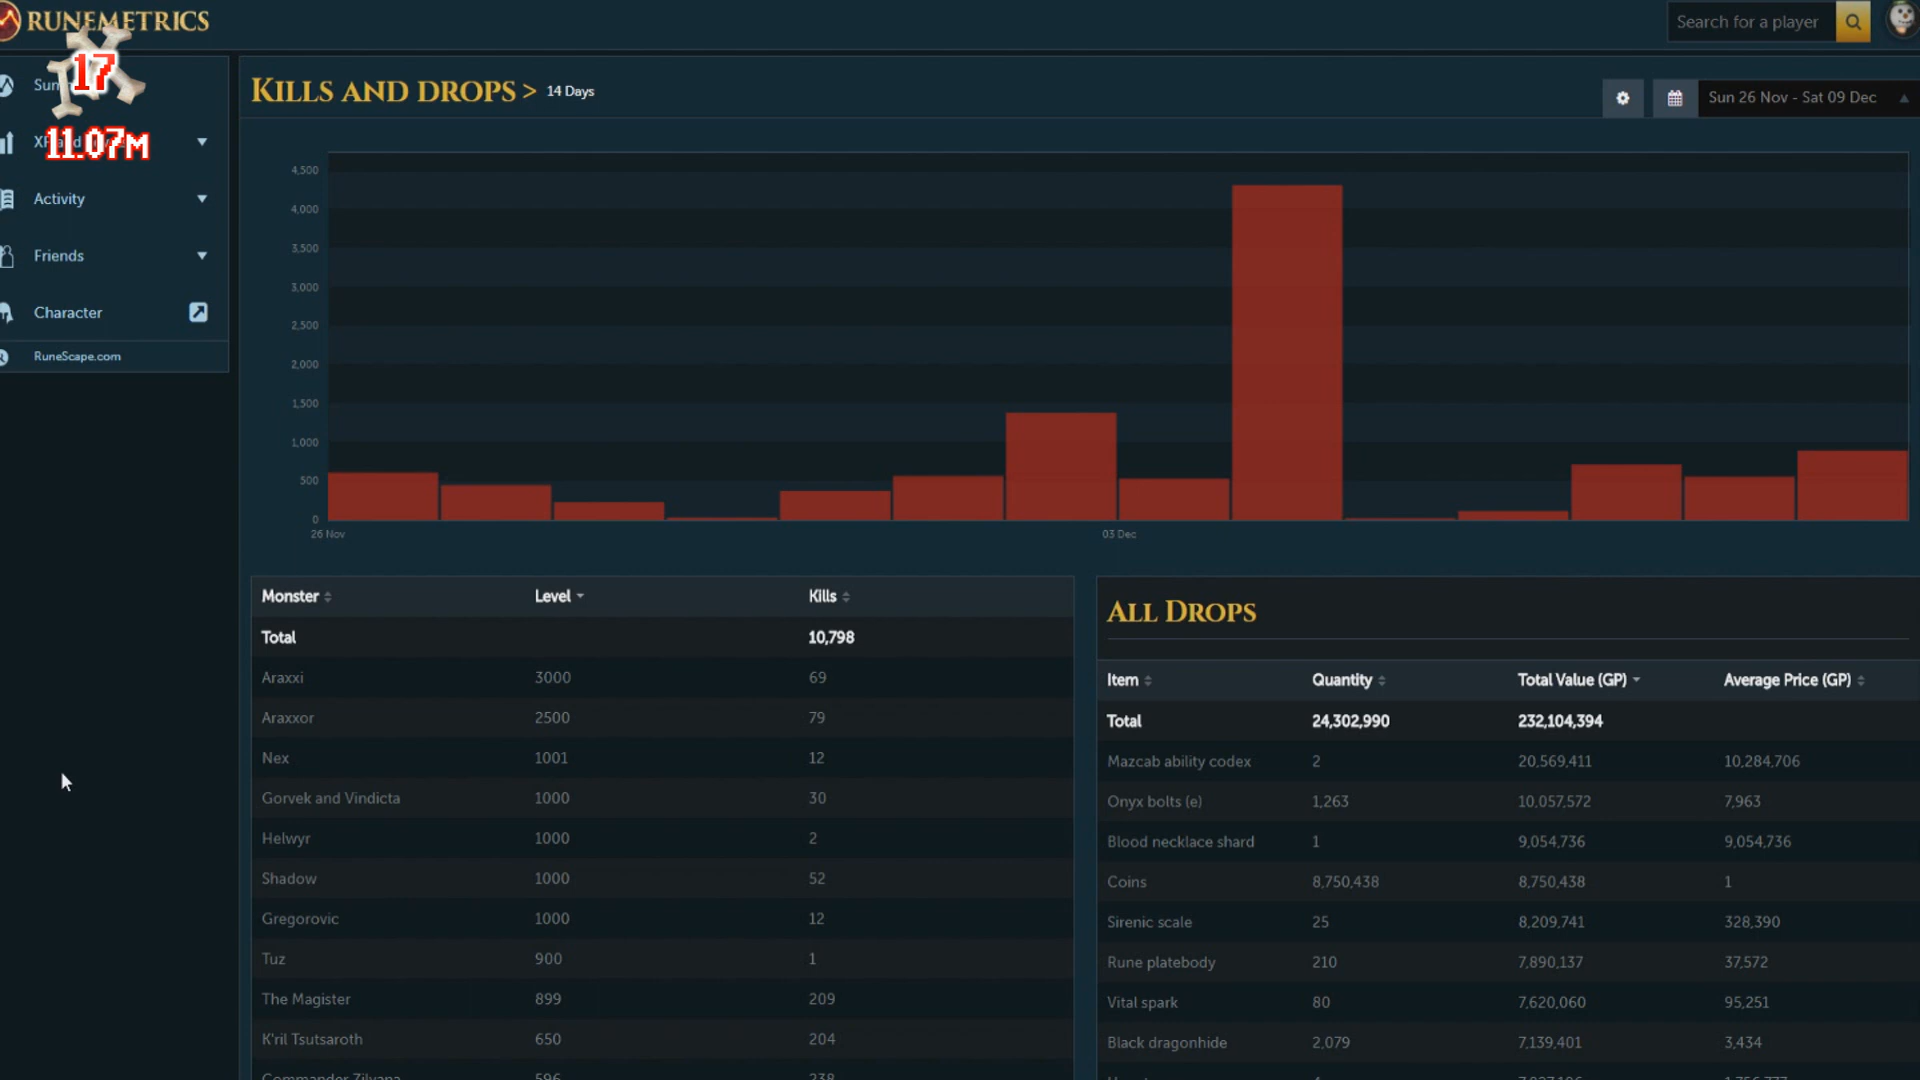 RUNEMETRICS
Search for a player
17
11.07M
Activity
Friends
Character
RuneScape.com
KILLS AND DROPS > 14 Days
Sun 26 Nov - Sat 09 Dec
4,500
4,000
3,500
3,000
2,500
2,000
1,500
1,000
500
0
26 Nov
03 Dec
Monster Level Kills
Total 10,798
Araxxi 3000 69
Araxxor 2500 79
Nex 1001 12
Gorvek and Vindicta 1000 30
Helwyr 1000 2
Shadow 1000 52
Gregorovic 1000 12
Tuz 900 1
The Magister 899 209
K'ril Tsutsaroth 650 204
Commander Zilyana 596 238
ALL DROPS
Item Quantity Total Value (GP) Average Price (GP)
Total 24,302,990 232,104,394
Mazcab ability codex 2 20,569,411 10,284,706
Onyx bolts (e) 1,263 10,057,572 7,963
Blood necklace shard 1 9,054,736 9,054,736
Coins 8,750,438 8,750,438 1
Sirenic scale 25 8,209,741 328,390
Rune platebody 210 7,890,137 37,572
Vital spark 80 7,620,060 95,251
Black dragonhide 2,079 7,139,401 3,434